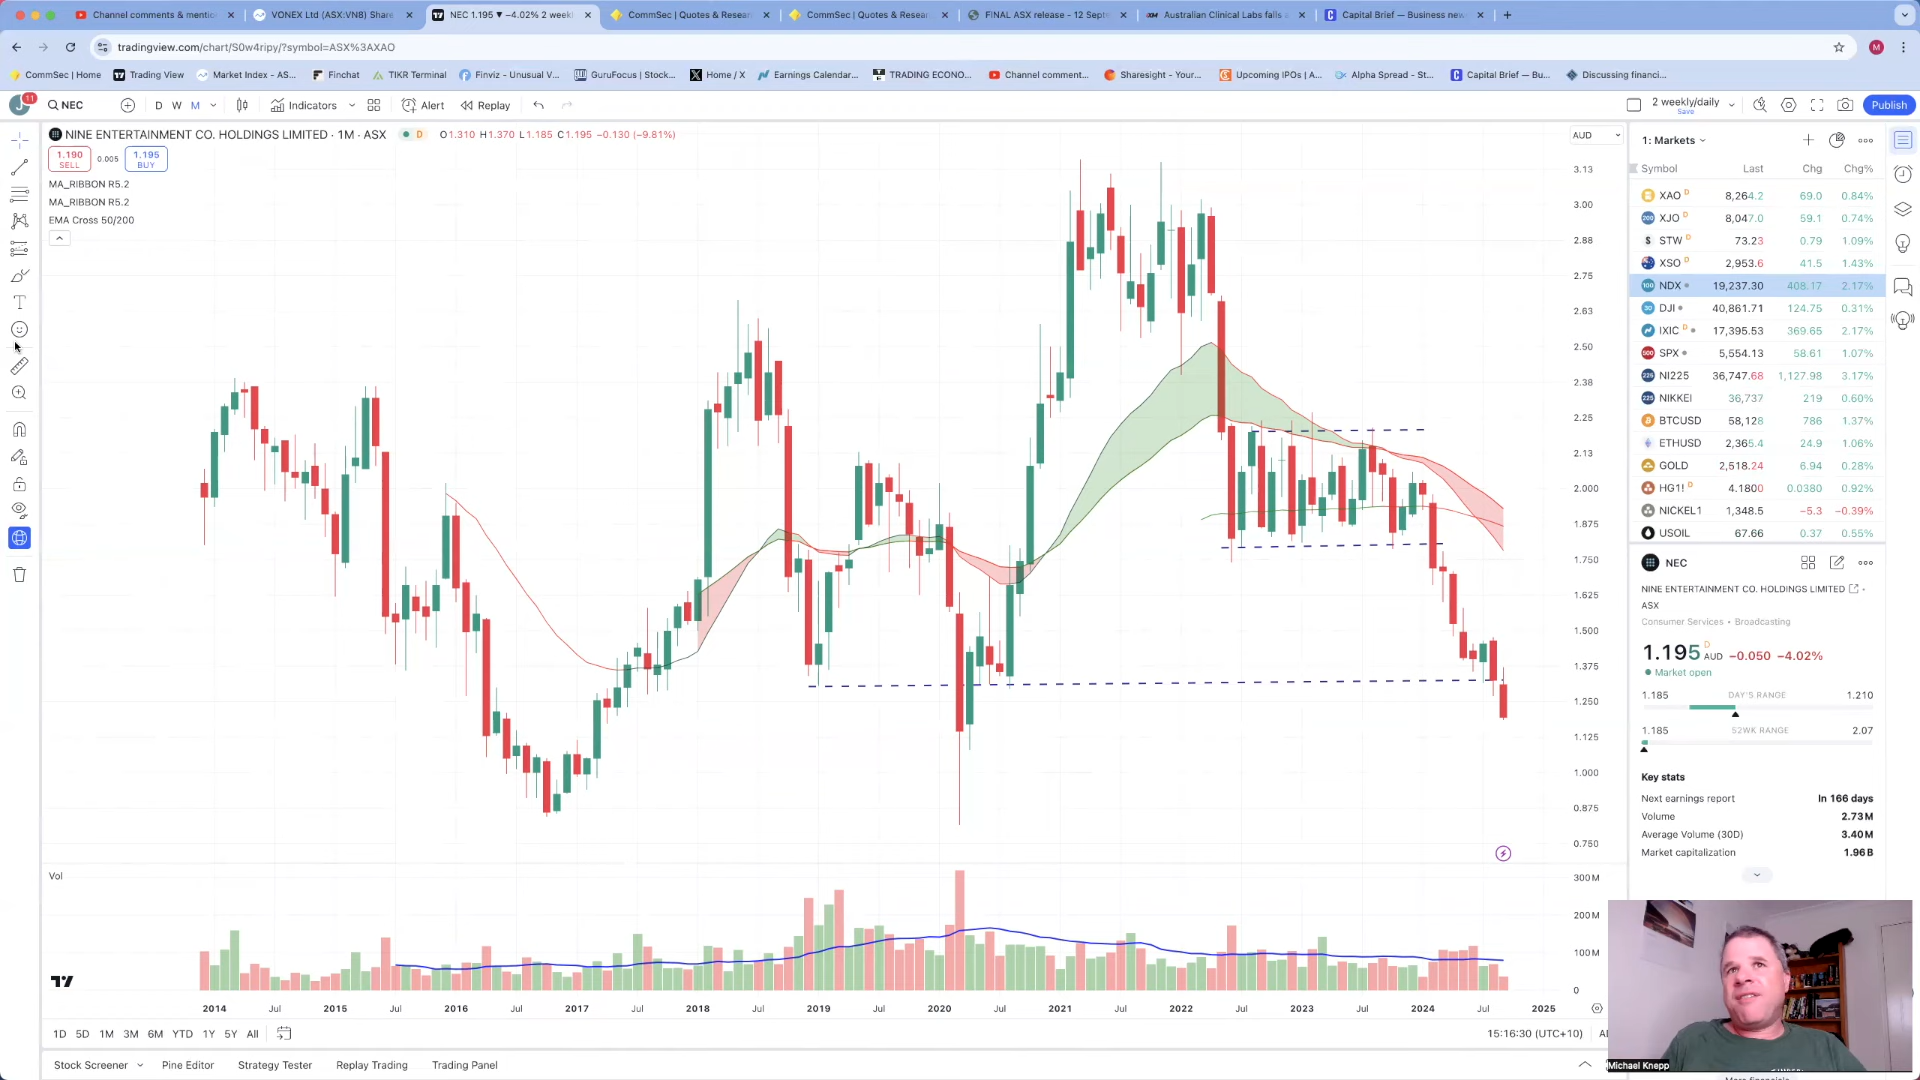 Channel comments & mentio
VONEX Ltd (ASX:VN8) Share
NEC 1.195 ▼ −4.02% 2 week
CommSec | Quotes & Resear
CommSec | Quotes & Resear
FINAL ASX release - 12 Sept
Australian Clinical Labs falls
Capital Brief — Business new
tradingview.com/chart/S0w4ripy/?symbol=ASX%3AXAO
M
CommSec | Home
Trading View
Market Index - AS...
Finchat
TIKR Terminal
Finviz - Unusual V...
GuruFocus | Stock...
Home / X
Earnings Calendar...
TRADING ECONO...
Channel comment...
Sharesight - Your...
Upcoming IPOs | A...
Alpha Spread - St...
Capital Brief — Bu...
Discussing financi...
J 11
NEC
D W M
Indicators
Alert
Replay
2 weekly/daily
Save
Publish
NINE ENTERTAINMENT CO. HOLDINGS LIMITED · 1M · ASX
D
O1.310 H1.370 L1.185 C1.195 −0.130 (−9.81%)
1.190
SELL
0.005
1.195
BUY
MA_RIBBON R5.2
MA_RIBBON R5.2
EMA Cross 50/200
AUD
3.13
3.00
2.88
2.75
2.63
2.50
2.38
2.25
2.13
2.000
1.875
1.750
1.625
1.500
1.375
1.250
1.125
1.000
0.875
0.750
Vol
300 M
200 M
100 M
0
2014 Jul 2015 Jul 2016 Jul 2017 Jul 2018 Jul 2019 Jul 2020 Jul 2021 Jul 2022 Jul 2023 Jul 2024 Jul 2025
1D 5D 1M 3M 6M YTD 1Y 5Y All
15:16:30 (UTC+10)
Stock Screener
Pine Editor
Strategy Tester
Replay Trading
Trading Panel
1: Markets
Symbol Last Chg Chg%
XAO D 8,264.2 69.0 0.84%
XJO D 8,047.0 59.1 0.74%
STW D 73.23 0.79 1.09%
XSO D 2,953.6 41.5 1.43%
NDX 19,237.30 408.17 2.17%
DJI 40,861.71 124.75 0.31%
IXIC D 17,395.53 369.65 2.17%
SPX 5,554.13 58.61 1.07%
NI225 36,747.68 1,127.98 3.17%
NIKKEI 36,737 219 0.60%
BTCUSD 58,128 786 1.37%
ETHUSD 2,365.4 24.9 1.06%
GOLD 2,518.24 6.94 0.28%
HG1! D 4.1800 0.0380 0.92%
NICKEL1 1,348.5 −5.3 −0.39%
USOIL 67.66 0.37 0.55%
NEC
NINE ENTERTAINMENT CO. HOLDINGS LIMITED •
ASX
Consumer Services • Broadcasting
1.195 D AUD −0.050 −4.02%
Market open
1.185 DAY'S RANGE 1.210
1.185 52WK RANGE 2.07
Key stats
Next earnings report In 166 days
Volume 2.73 M
Average Volume (30D) 3.40 M
Market capitalization 1.96 B
Michael Knepp